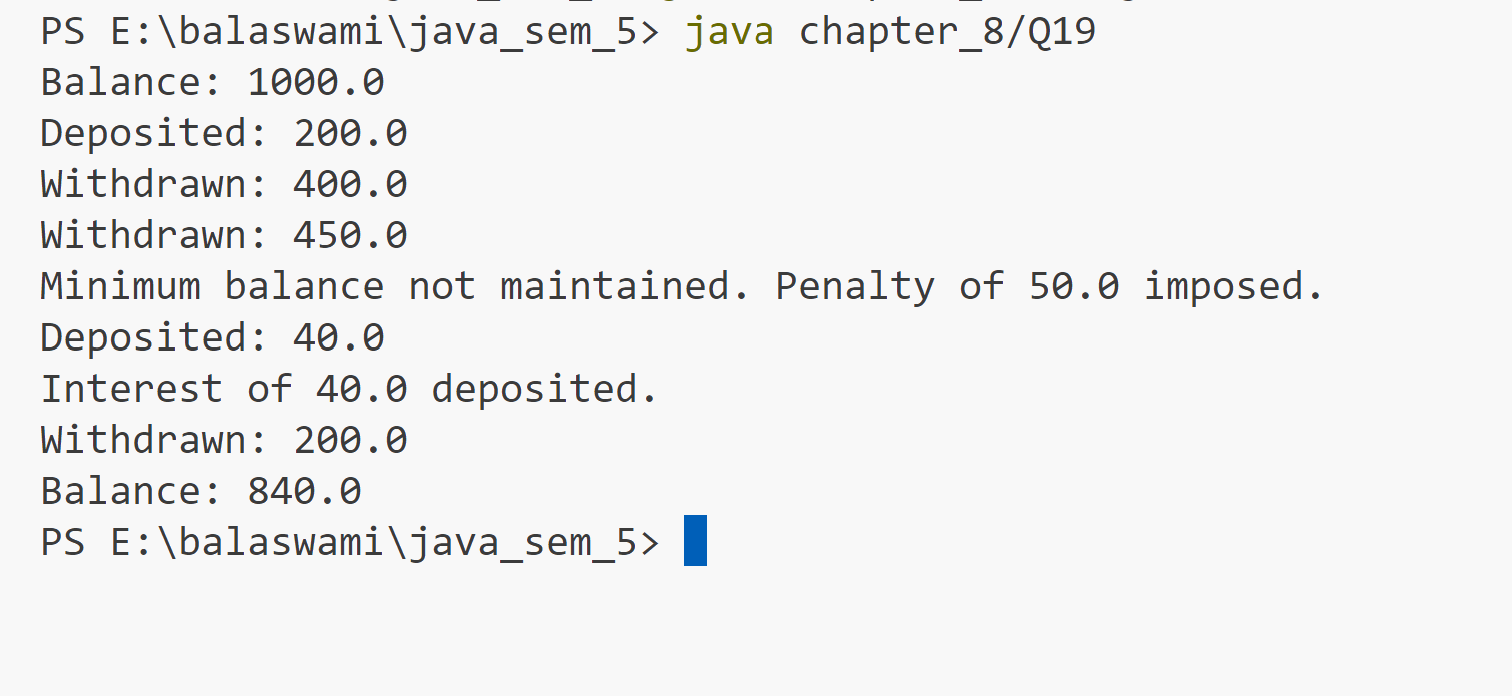 PS E:\balaswami\java_sem_5> java chapter_8/Q19
Balance: 1000.0
Deposited: 200.0
Withdrawn: 400.0
Withdrawn: 450.0
Minimum balance not maintained. Penalty of 50.0 imposed.
Deposited: 40.0
Interest of 40.0 deposited.
Withdrawn: 200.0
Balance: 840.0
PS E:\balaswami\java_sem_5>